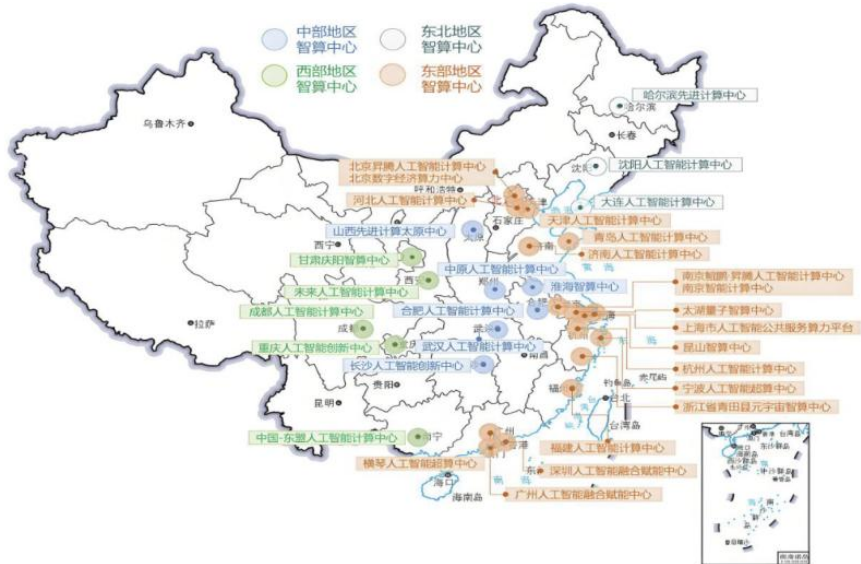 中部地区
智算中心
东北地区
智算中心
西部地区
智算中心
东部地区
智算中心
哈尔滨先进计算中心
哈尔滨
乌鲁木齐
长春
北京昇腾人工智能计算中心
北京数字经济算力中心
沈阳人工智能计算中心
呼和浩特
河北人工智能计算中心
大连人工智能计算中心
天津人工智能计算中心
石家庄
山西先进计算太原中心
青岛人工智能计算中心
西宁
济南人工智能计算中心
甘肃庆阳智算中心
中原人工智能计算中心
南京鲲鹏·昇腾人工智能计算中心
南京智能计算中心
未来人工智能计算中心
淮海智算中心
成都人工智能计算中心
合肥人工智能计算中心
太湖量子智算中心
拉萨
上海市人工智能公共服务算力平台
重庆人工智能创新中心
武汉人工智能计算中心
昆山智算中心
长沙人工智能创新中心
杭州人工智能计算中心
贵阳
钓鱼岛
赤尾屿
宁波人工智能超算中心
昆明
台北
浙江省青田县元宇宙智算中心
台湾岛
中国-东盟人工智能计算中心
福建人工智能计算中心
横琴人工智能超算中心
深圳人工智能融合赋能中心
海口
海南岛
广州人工智能融合赋能中心
南海诸岛